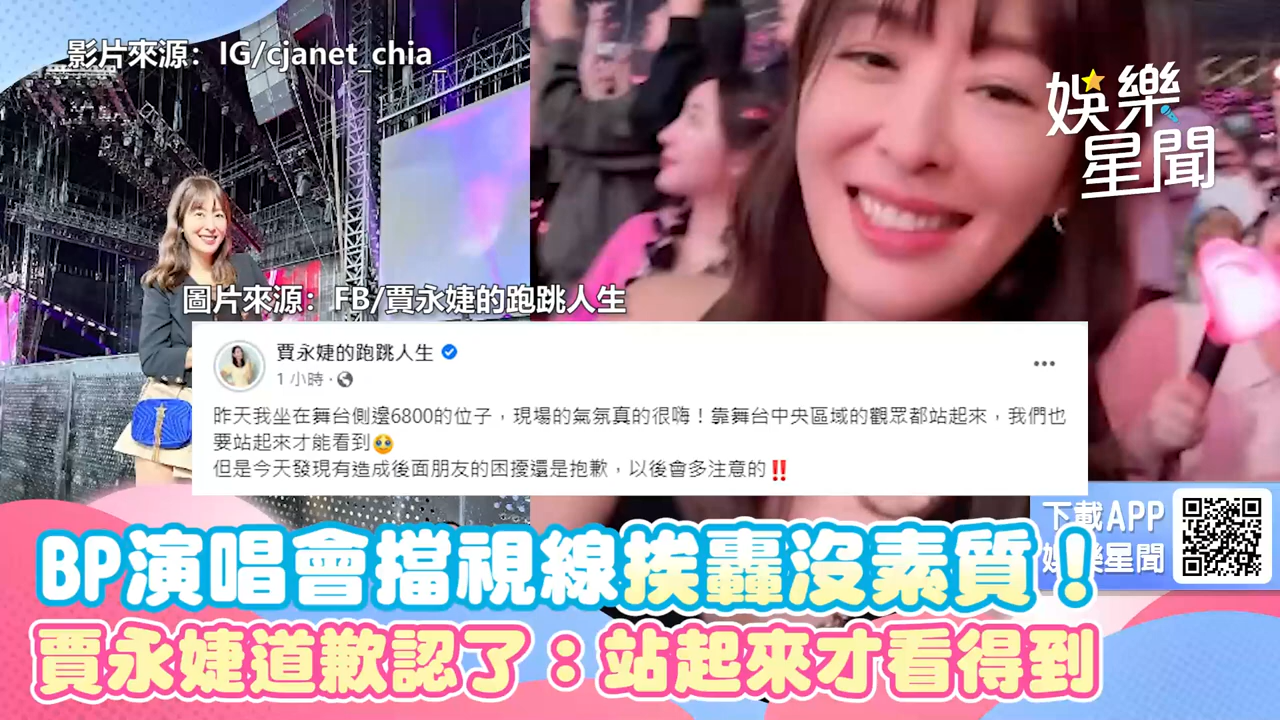 影片來源：IG/cjanet_chia_
娛樂
星聞
圖片來源：FB/賈永婕的跑跳人生
賈永婕的跑跳人生
1 小時
昨天我坐在舞台側邊6800的位子，現場的氣氛真的很嗨！靠舞台中央區域的觀眾都站起來，我們也
要站起來才能看到🥹
但是今天發現有造成後面朋友的困擾還是抱歉，以後會多注意的‼️
下載APP
娛樂星聞
BP演唱會擋視線挨轟沒素質！
賈永婕道歉認了：站起來才看得到